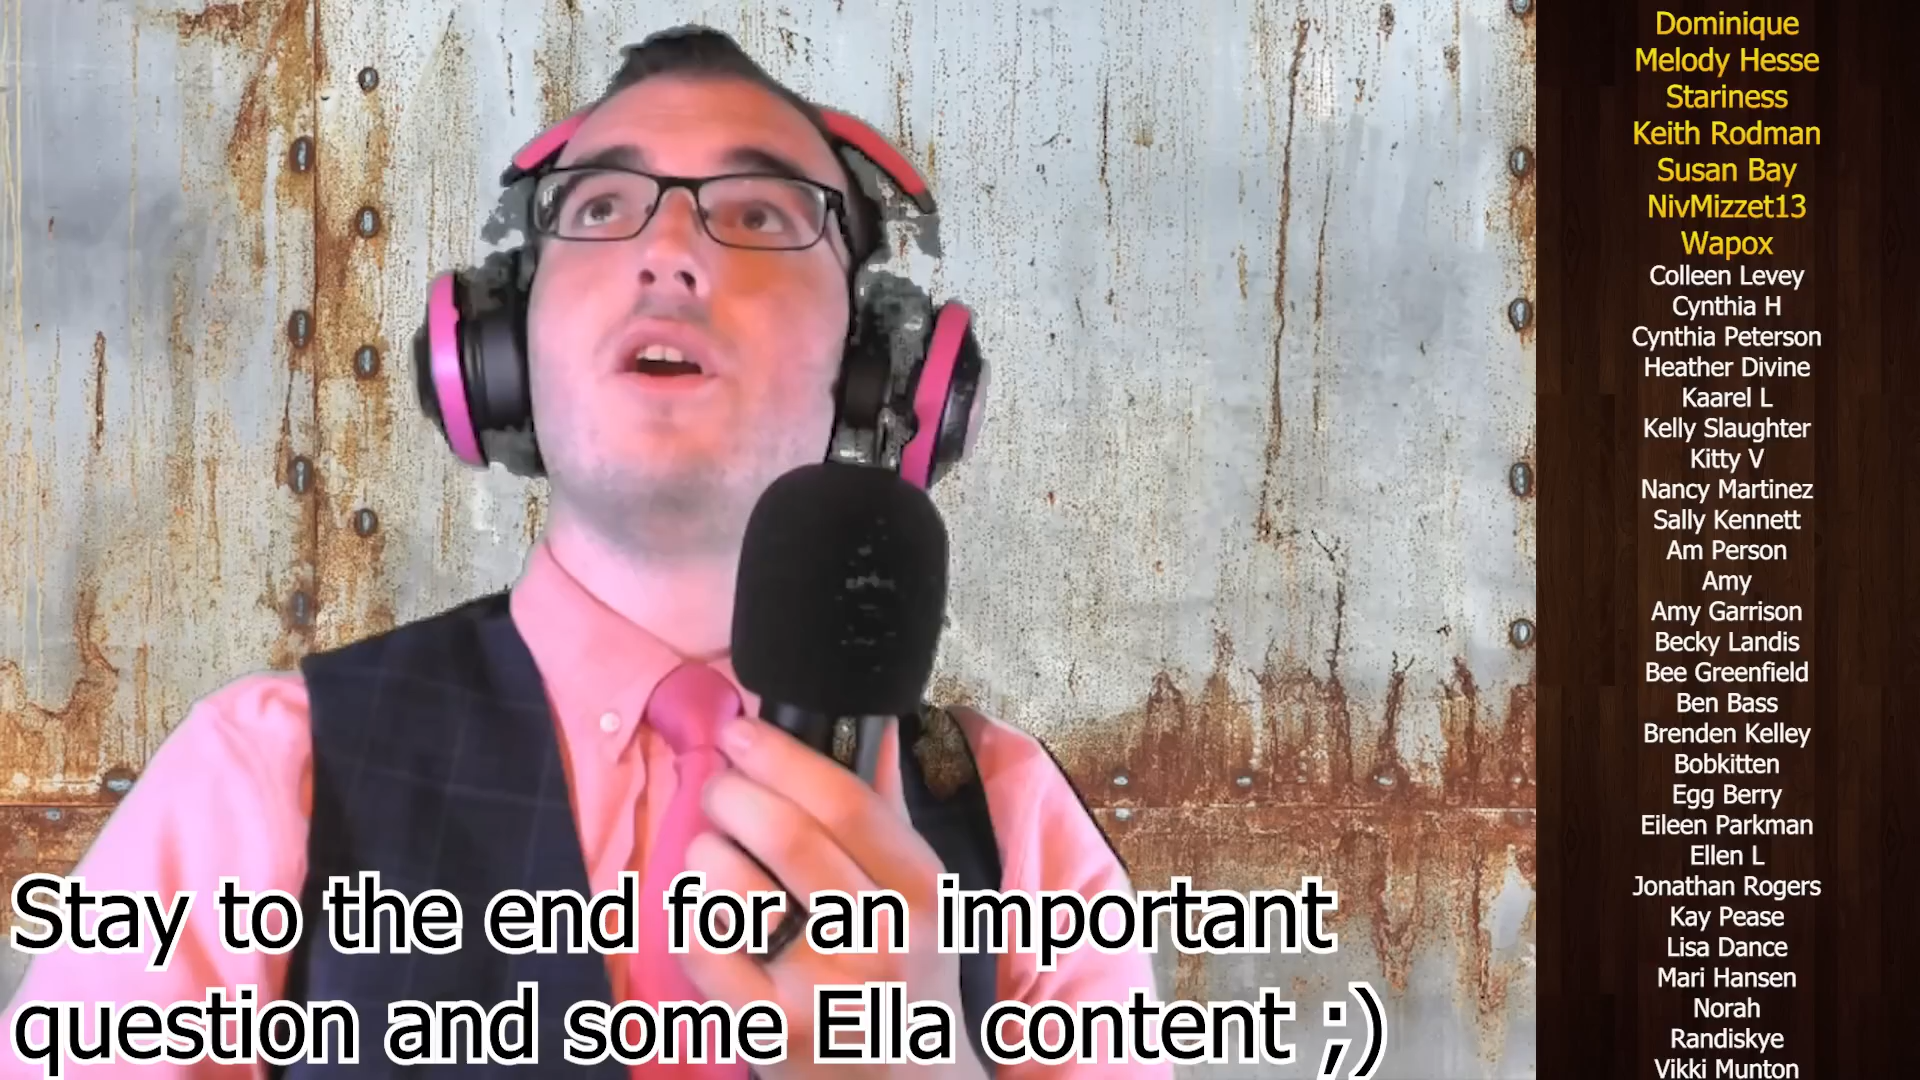 Dominique
Melody Hesse
Stariness
Keith Rodman
Susan Bay
NivMizzet13
Wapox
Colleen Levey
Cynthia H
Cynthia Peterson
Heather Divine
Kaarel L
Kelly Slaughter
Kitty V
Nancy Martinez
Sally Kennett
Am Person
Amy
Amy Garrison
Becky Landis
Bee Greenfield
Ben Bass
Brenden Kelley
Bobkitten
Egg Berry
Eileen Parkman
Ellen L
Jonathan Rogers
Kay Pease
Lisa Dance
Mari Hansen
Norah
Randiskye
Vikki Munton
Stay to the end for an important
question and some Ella content ;)